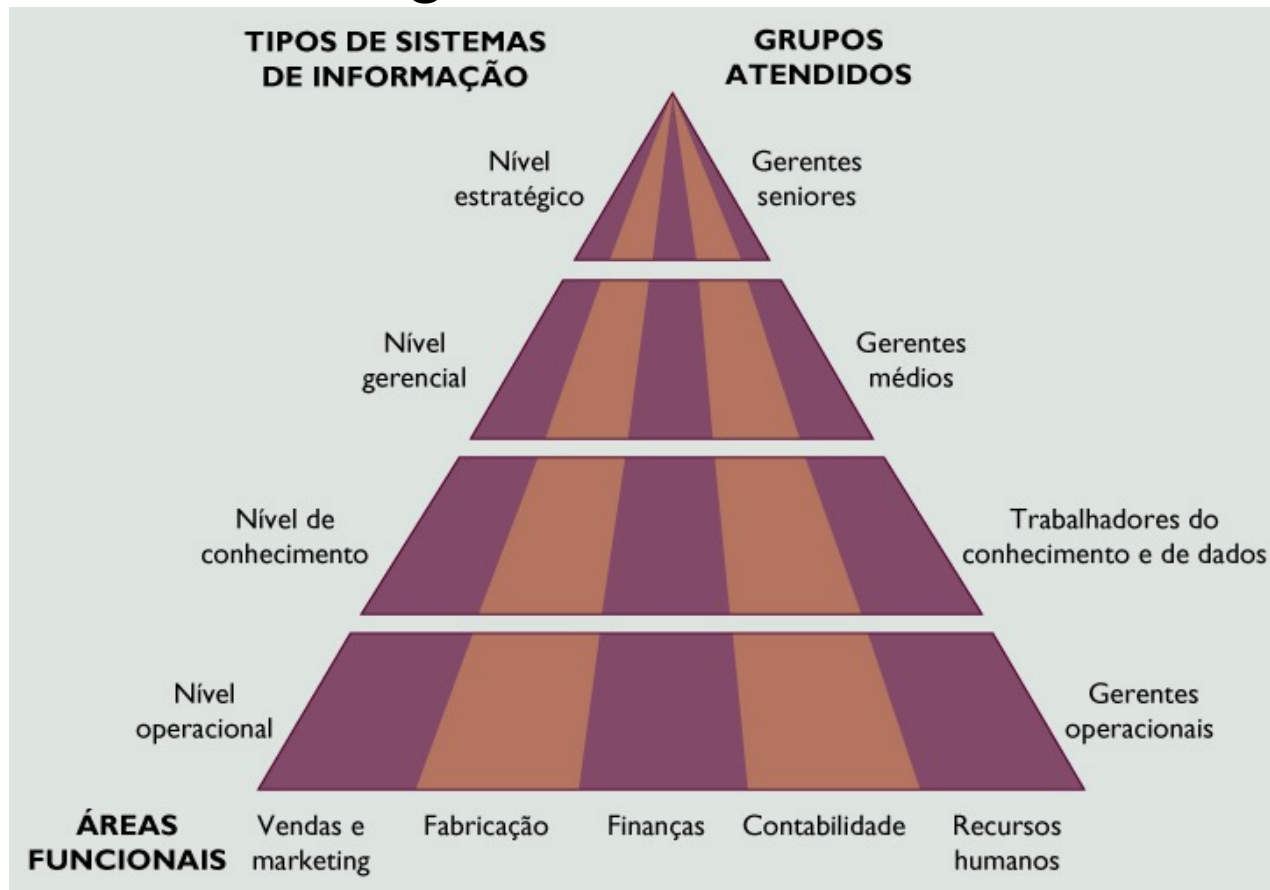 TIPOS DE SISTEMAS
DE INFORMAÇÃO
GRUPOS
ATENDIDOS
Nível
estratégico
Gerentes
seniores
Nível
gerencial
Gerentes
médios
Nível de
conhecimento
Trabalhadores do
conhecimento e de dados
Nível
operacional
Gerentes
operacionais
ÁREAS
FUNCIONAIS
Vendas e
marketing
Fabricação
Finanças
Contabilidade
Recursos
humanos